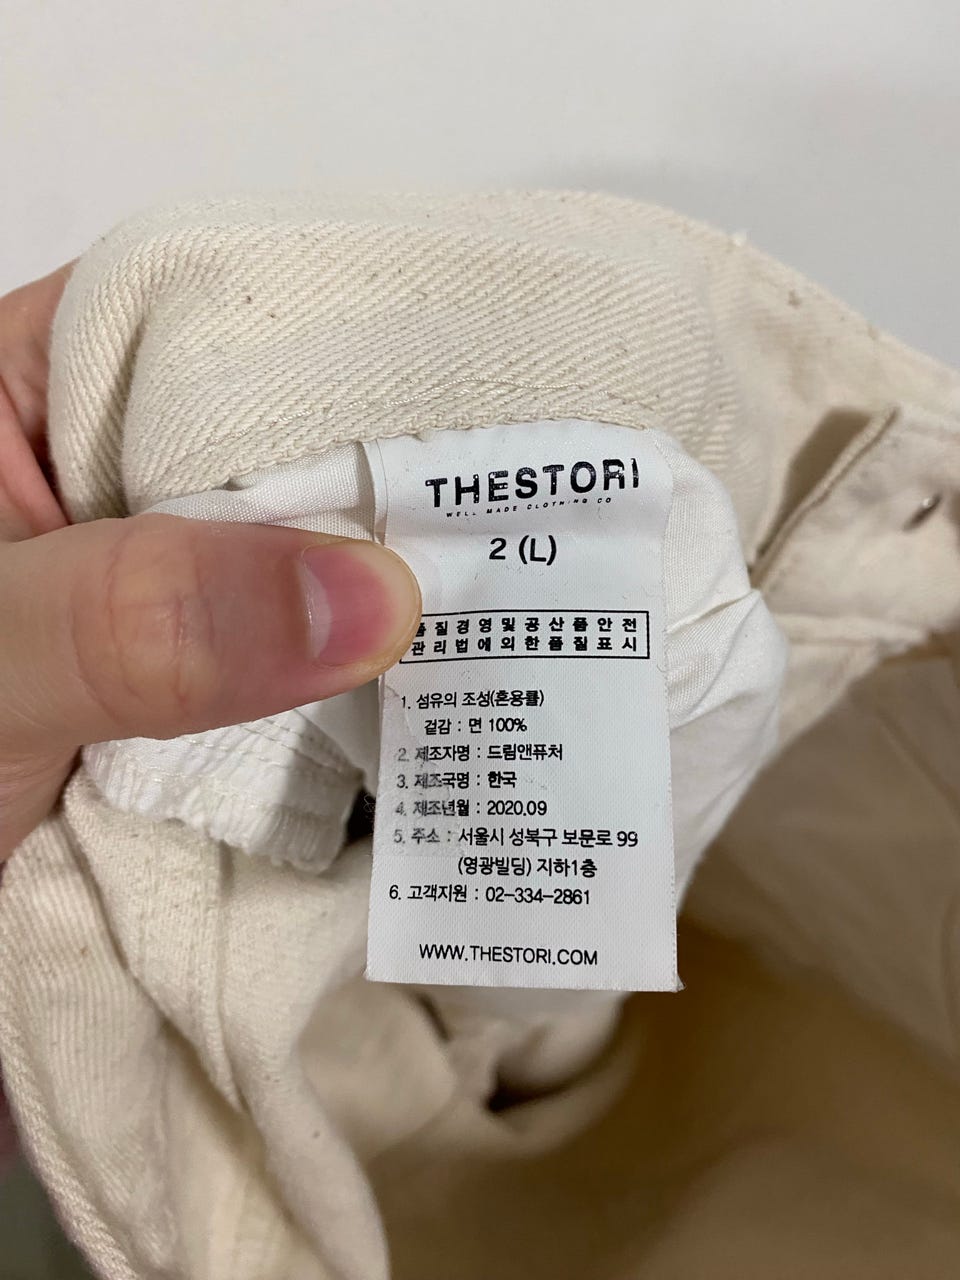 THESTORI
WELL MADE CLOTHING CO
2 (L)
품질경영및공산품안전
관리법에의한품질표시
1. 섬유의 조성(혼용률)
겉감 : 면 100%
2. 제조자명 : 드림앤퓨처
3. 제조국명 : 한국
4. 제조년월 : 2020.09
5. 주소 : 서울시 성북구 보문로 99
(영광빌딩) 지하1층
6. 고객지원 : 02-334-2861
WWW.THESTORI.COM